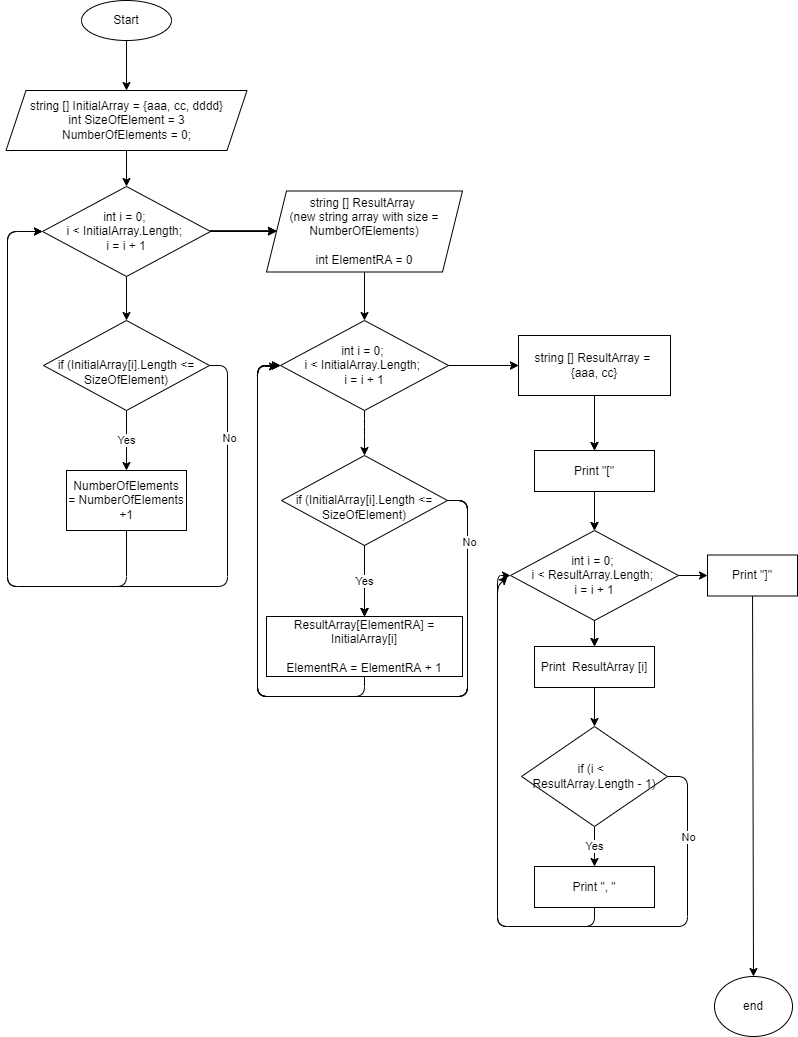 Start
string [] InitialArray = {aaa, cc, dddd}
int SizeOfElement = 3
NumberOfElements = 0;
int i = 0;
i < InitialArray.Length;
i = i + 1
if (InitialArray[i].Length <=
SizeOfElement)
Yes
No
NumberOfElements
= NumberOfElements
+1
string [] ResultArray
(new string array with size =
NumberOfElements)
int ElementRA = 0
int i = 0;
i < InitialArray.Length;
i = i + 1
if (InitialArray[i].Length <=
SizeOfElement)
No
Yes
ResultArray[ElementRA] =
InitialArray[i]
ElementRA = ElementRA + 1
string [] ResultArray =
{aaa, cc}
Print "["
int i = 0;
i < ResultArray.Length;
i = i + 1
Print "]"
Print ResultArray [i]
if (i <
ResultArray.Length - 1)
No
Yes
Print ", "
end